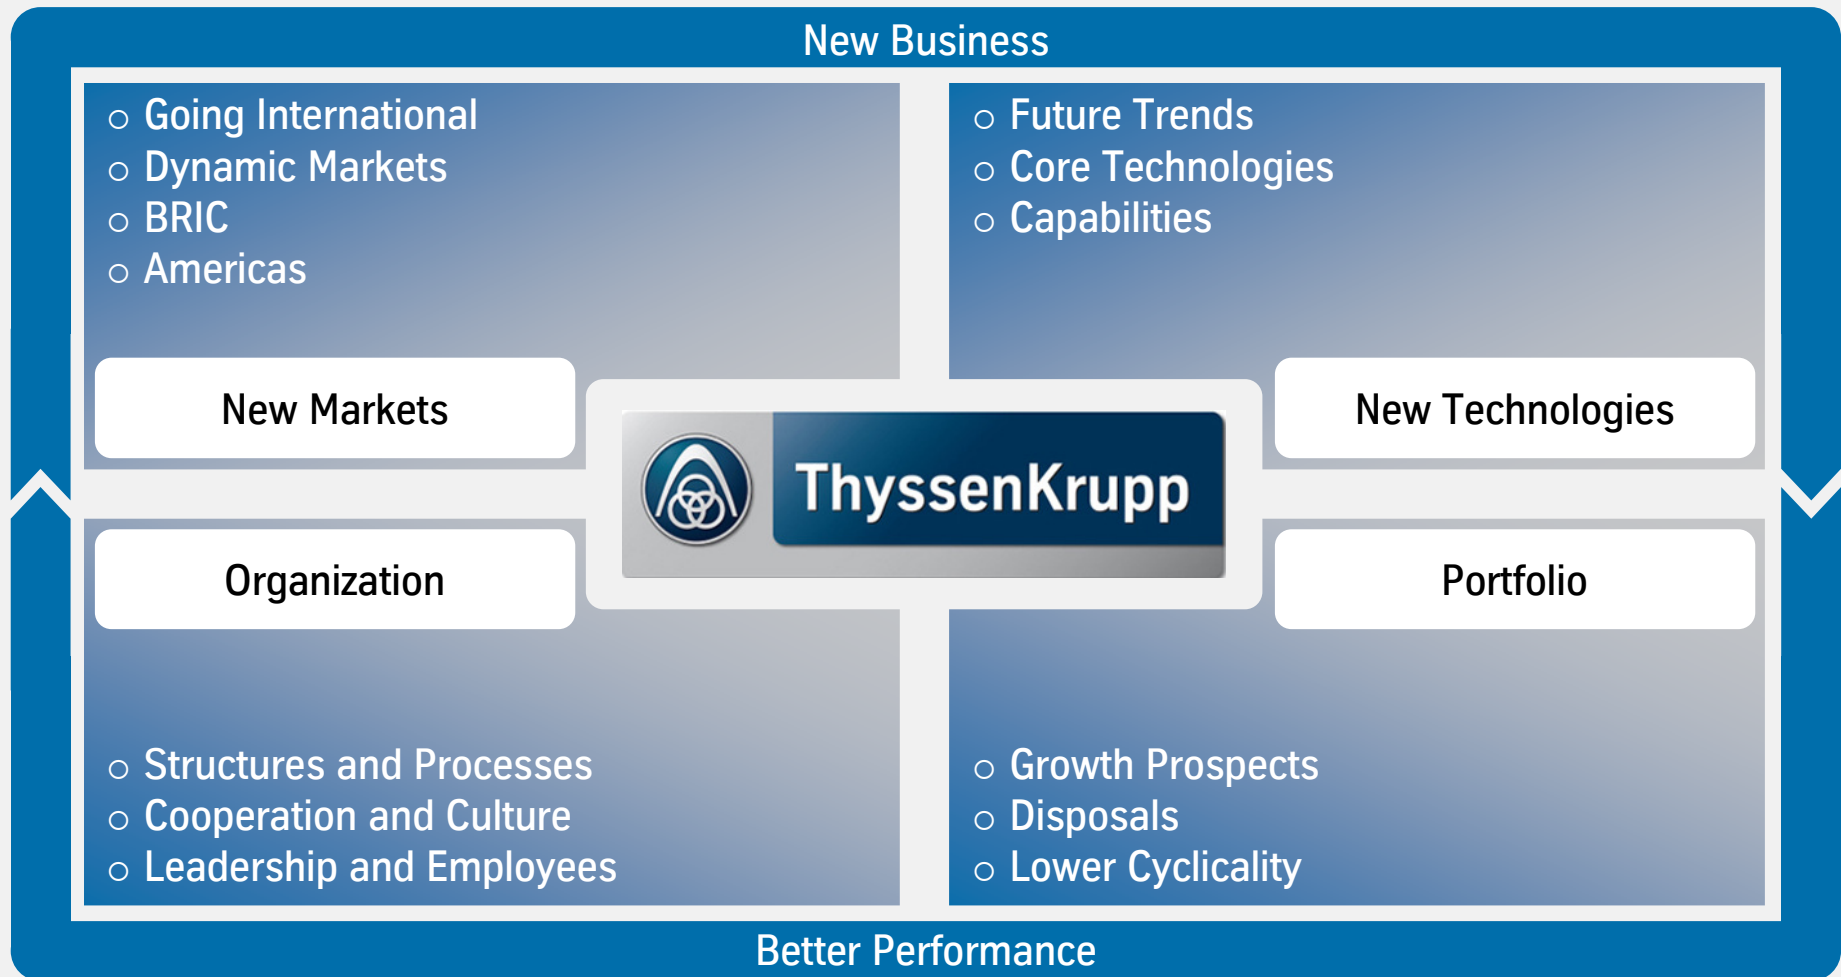 New Business
○ Going International
○ Dynamic Markets
○ BRIC
○ Americas
New Markets
○ Future Trends
○ Core Technologies
○ Capabilities
New Technologies
ThyssenKrupp
Organization
○ Structures and Processes
○ Cooperation and Culture
○ Leadership and Employees
Portfolio
○ Growth Prospects
○ Disposals
○ Lower Cyclicality
Better Performance